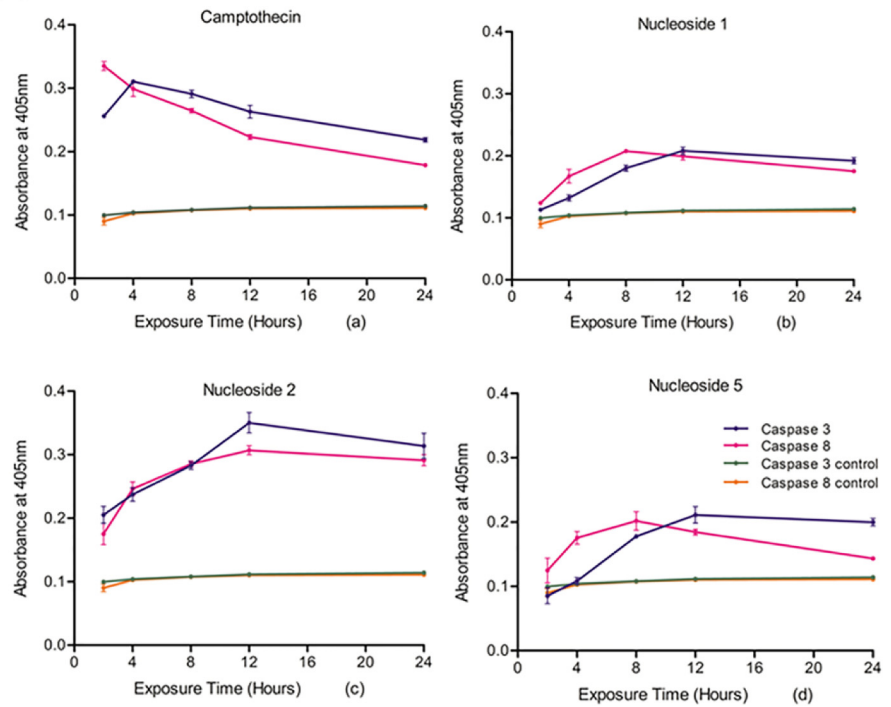 Camptothecin
0.4
0.3
0.2
0.1
0.0
Absorbance at 405nm
0 4 8 12 16 20 24
Exposure Time (Hours) (a)
Nucleoside 1
0.4
0.3
0.2
0.1
0.0
Absorbance at 405nm
0 4 8 12 16 20 24
Exposure Time (Hours) (b)
Nucleoside 2
0.4
0.3
0.2
0.1
0.0
Absorbance at 405nm
0 4 8 12 16 20 24
Exposure Time (Hours) (c)
Nucleoside 5
0.4
0.3
0.2
0.1
0.0
Absorbance at 405nm
Caspase 3
Caspase 8
Caspase 3 control
Caspase 8 control
0 4 8 12 16 20 24
Exposure Time (Hours) (d)